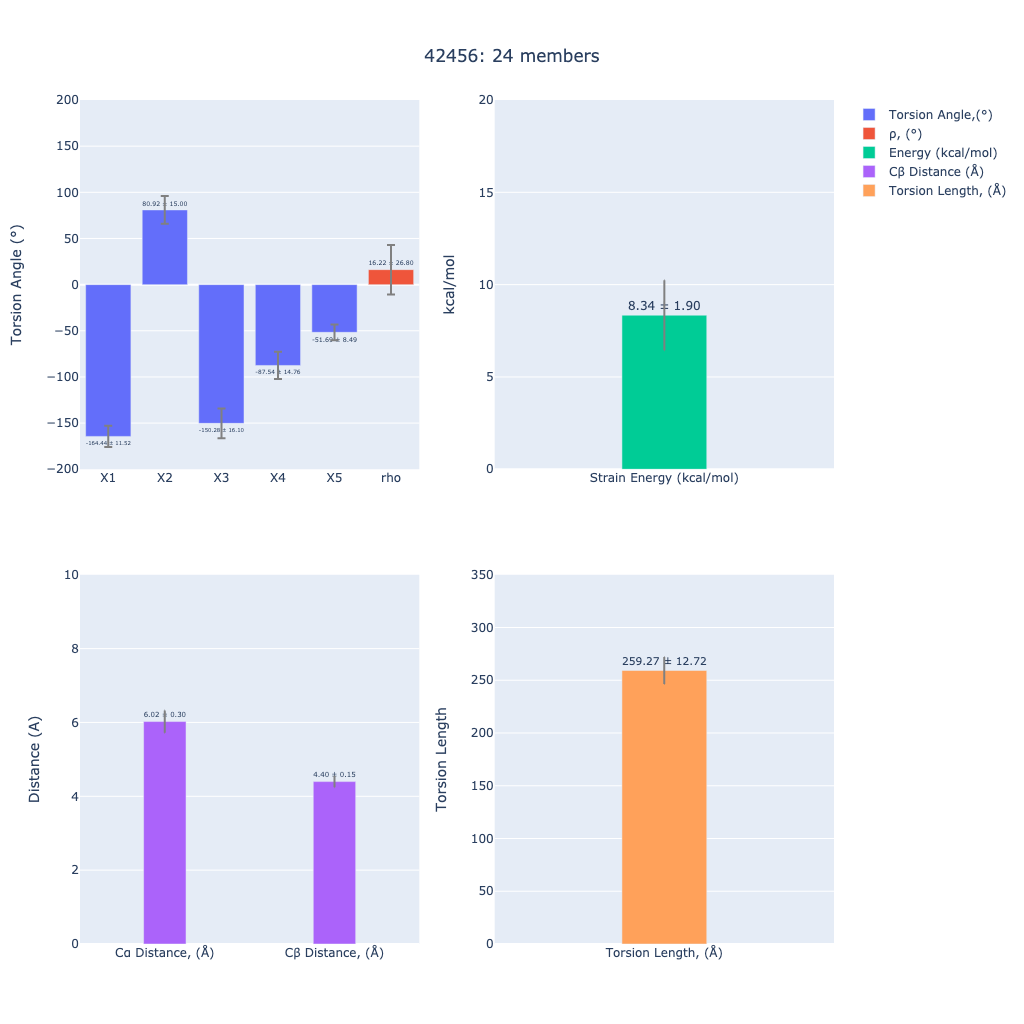 42456: 24 members
Torsion Angle (°)
200
150
100
50
0
−50
−100
−150
−200
80.92 ± 15.00
16.22 ± 26.80
-51.69 ± 8.49
-87.54 ± 14.76
-150.28 ± 16.10
-164.44 ± 11.52
X1 X2 X3 X4 X5 rho
kcal/mol
20
15
10
5
0
8.34 ± 1.90
Strain Energy (kcal/mol)
Torsion Angle,(°)
ρ, (°)
Energy (kcal/mol)
Cβ Distance (Å)
Torsion Length, (Å)
Distance (A)
10
8
6
4
2
0
6.02 ± 0.30
4.40 ± 0.15
Cα Distance, (Å) Cβ Distance, (Å)
Torsion Length
350
300
250
200
150
100
50
0
259.27 ± 12.72
Torsion Length, (Å)